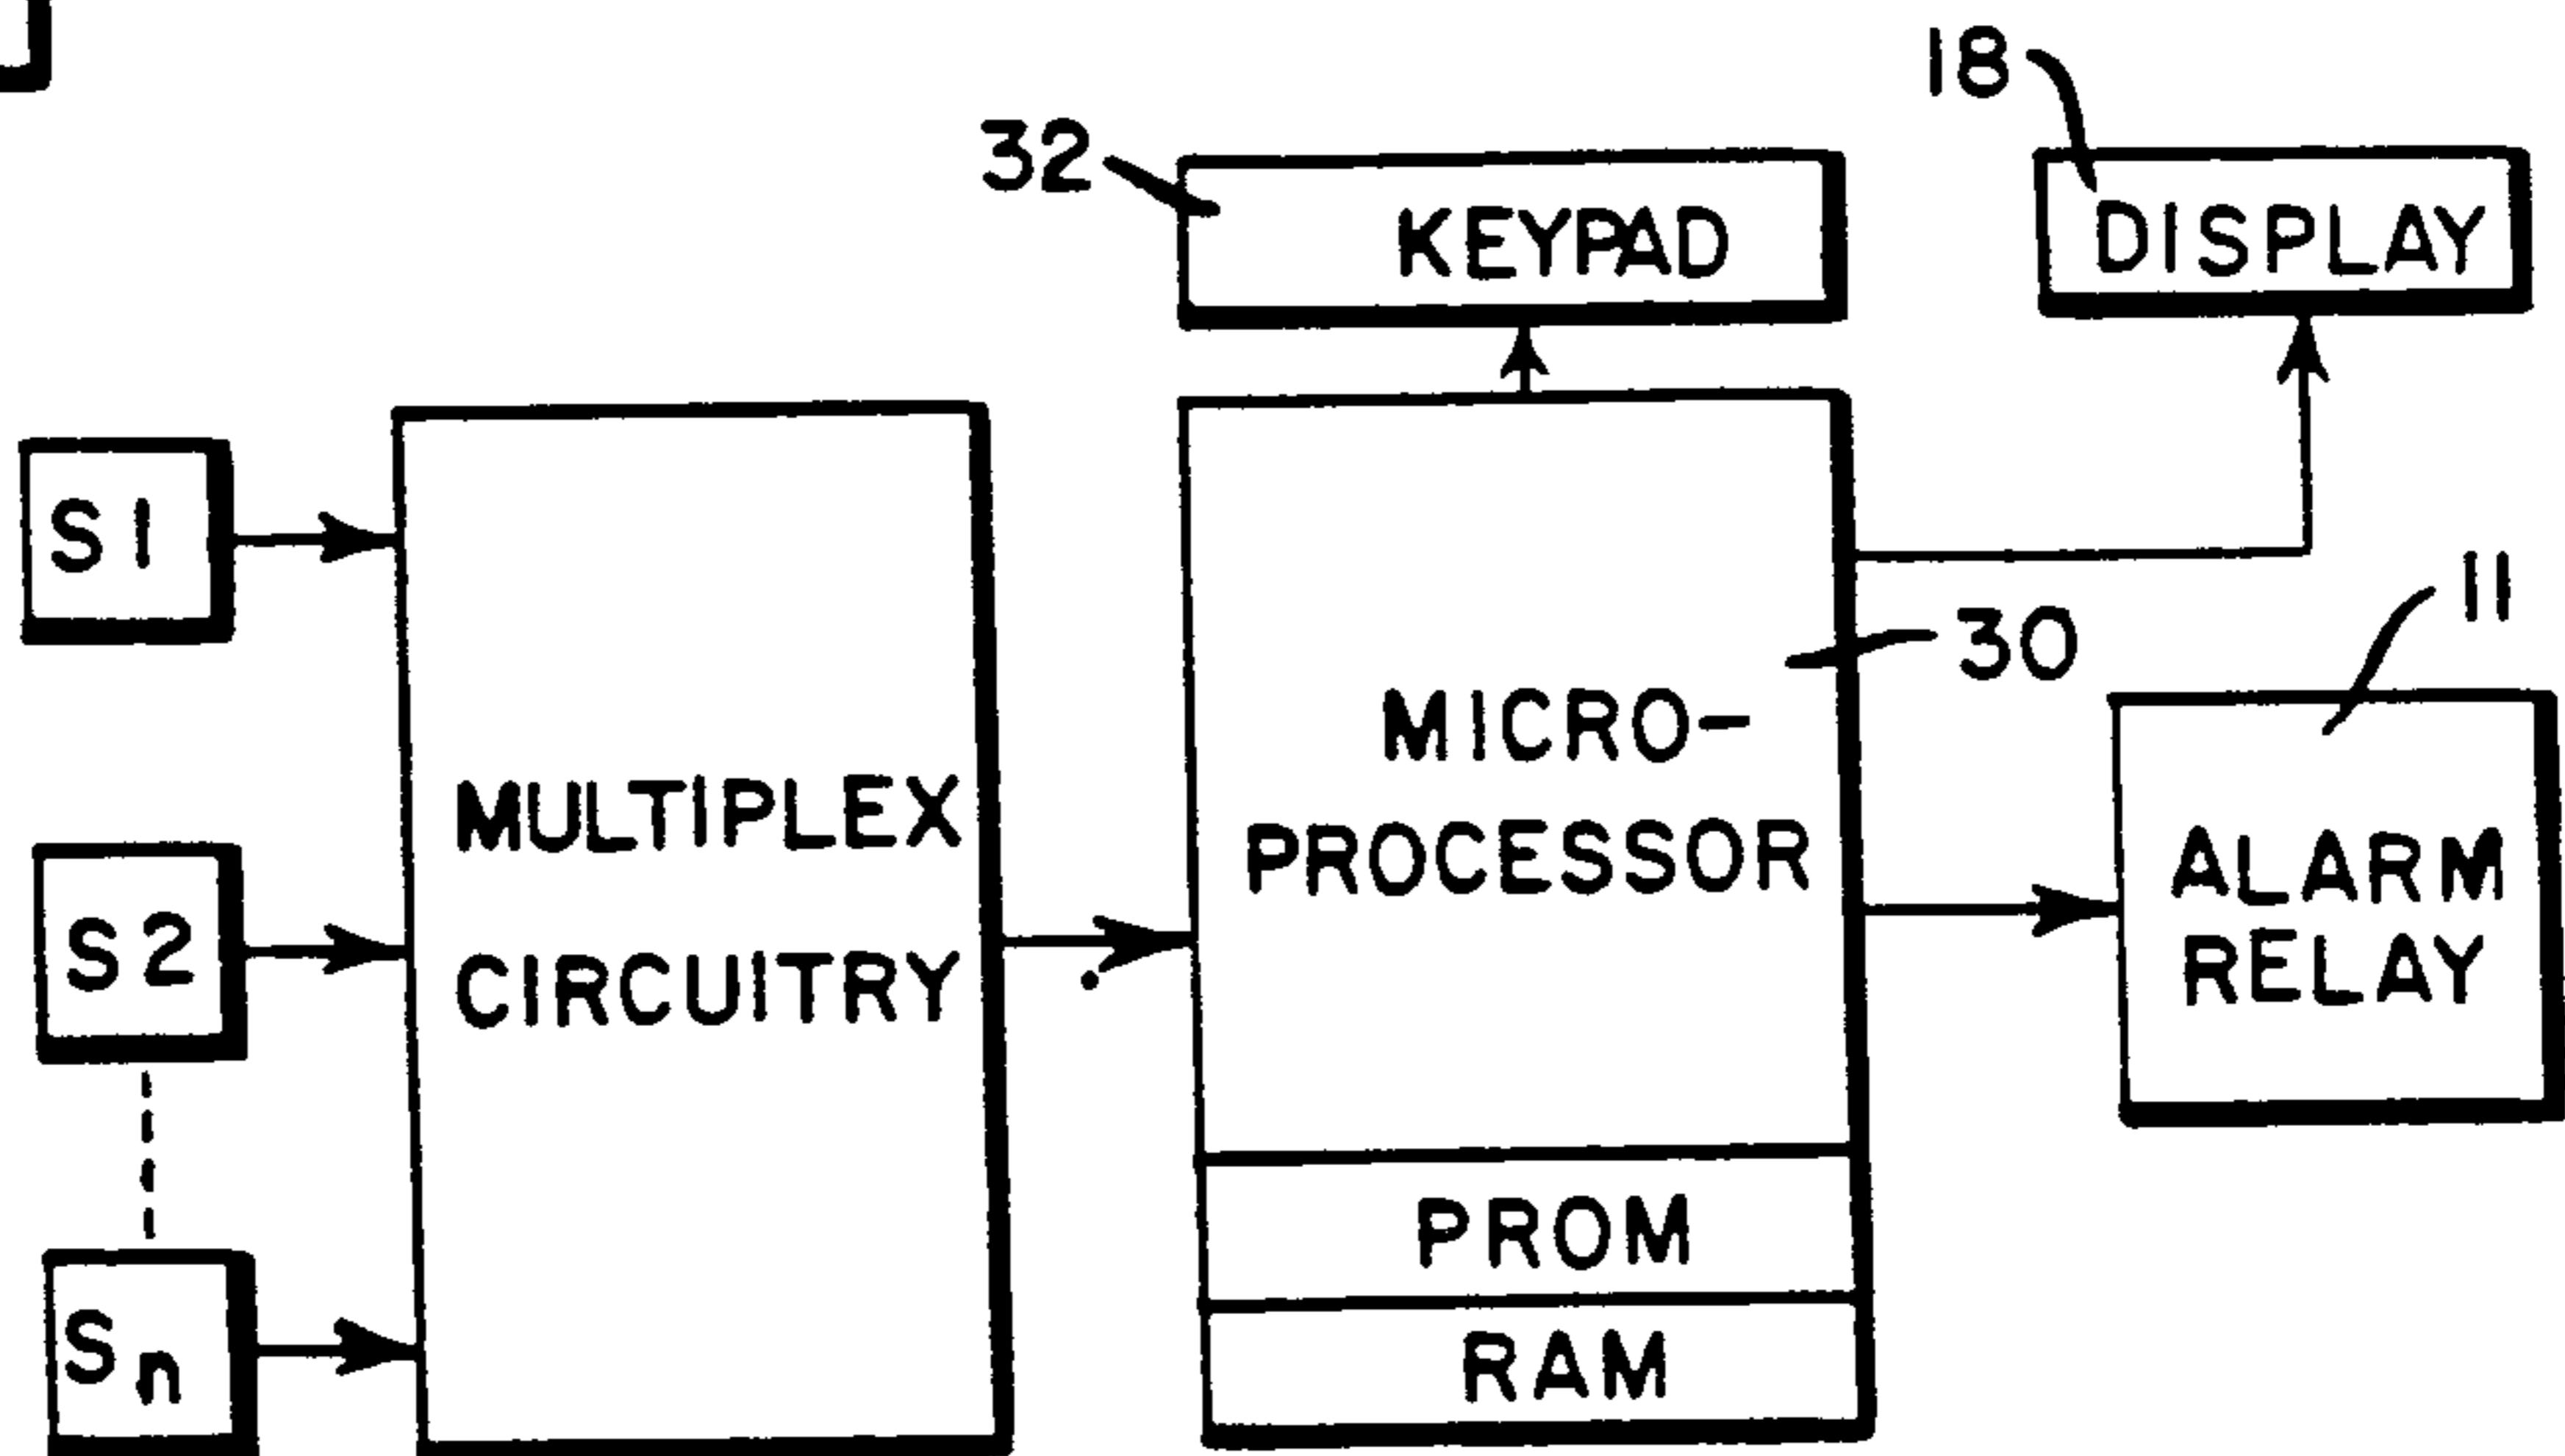 18
32
KEYPAD
DISPLAY
S1
11
30
MICRO-
MULTIPLEX
PROCESSOR
ALARM
S2
CIRCUITRY
RELAY
PROM
Sn
RAM